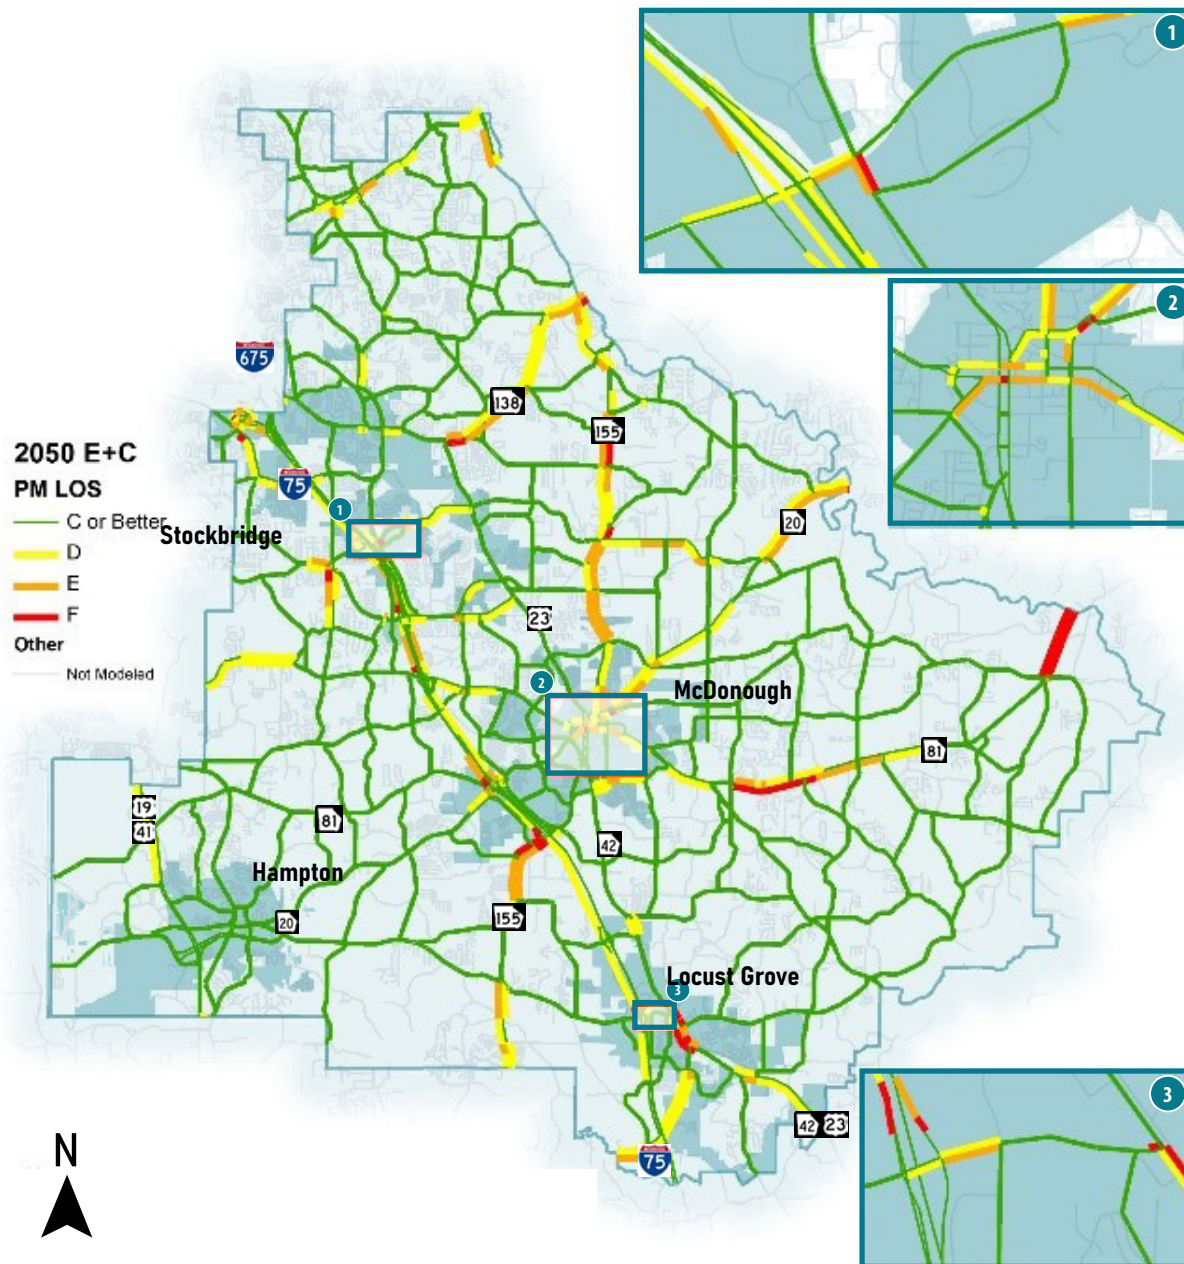 1
2
675
138
155
2050 E+C
PM LOS
75
C or Better
1
20
Stockbridge
D
E
F
23
Other
Not Modeled
2
McDonough
81
19
41
81
42
Hampton
20
155
Locust Grove
3
3
42 23
N
75